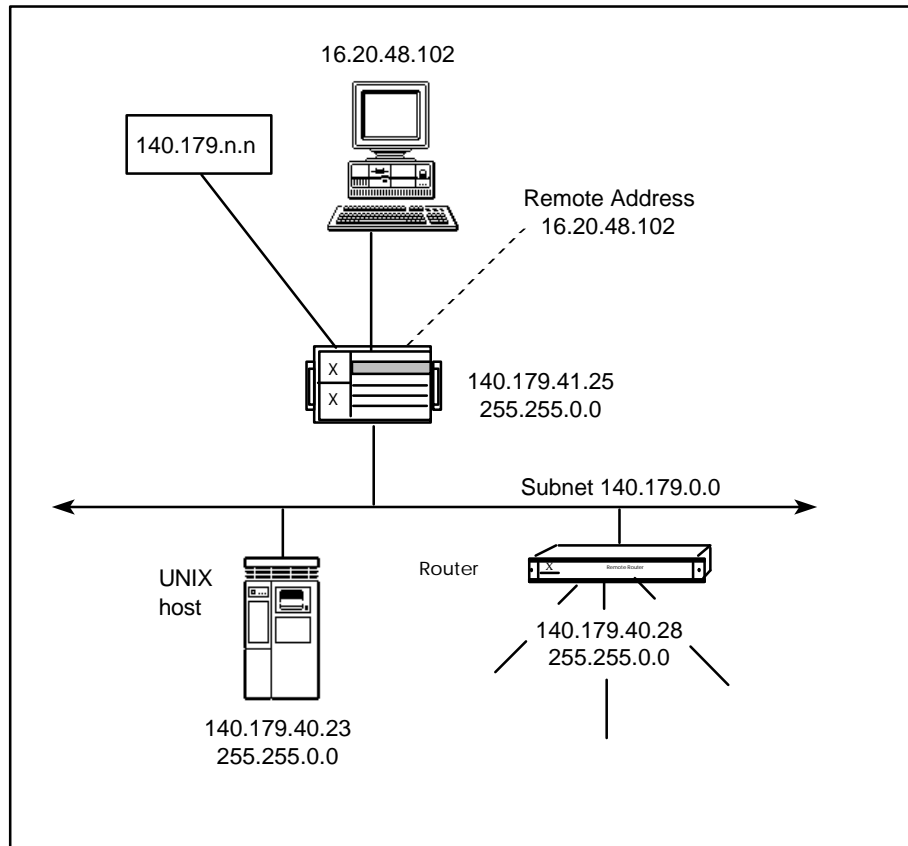 16.20.48.102
140.179.n.n
Remote Address
16.20.48.102
X
X
140.179.41.25
255.255.0.0
Subnet 140.179.0.0
UNIX
host
Router
X
Remote Router
140.179.40.28
255.255.0.0
140.179.40.23
255.255.0.0